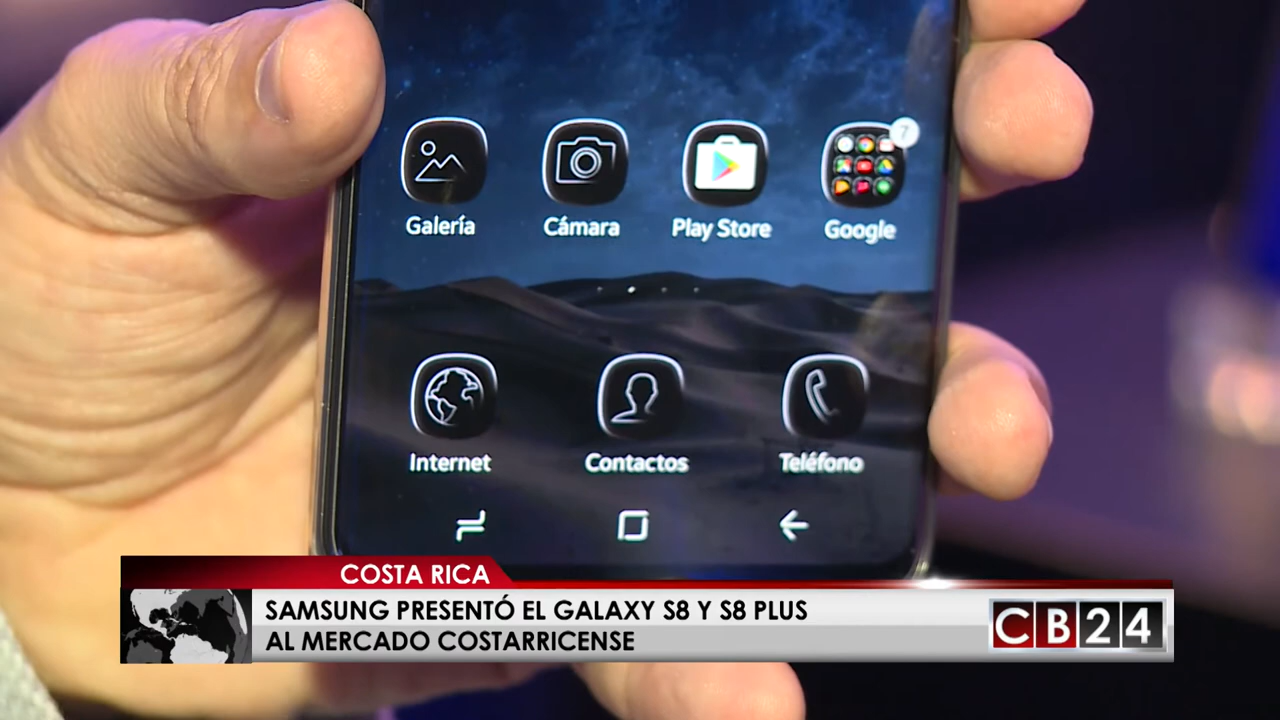 Galería
Cámara
Play Store
7
Google
Internet
Contactos
Teléfono
COSTA RICA
SAMSUNG PRESENTÓ EL GALAXY S8 Y S8 PLUS
AL MERCADO COSTARRICENSE
CB24